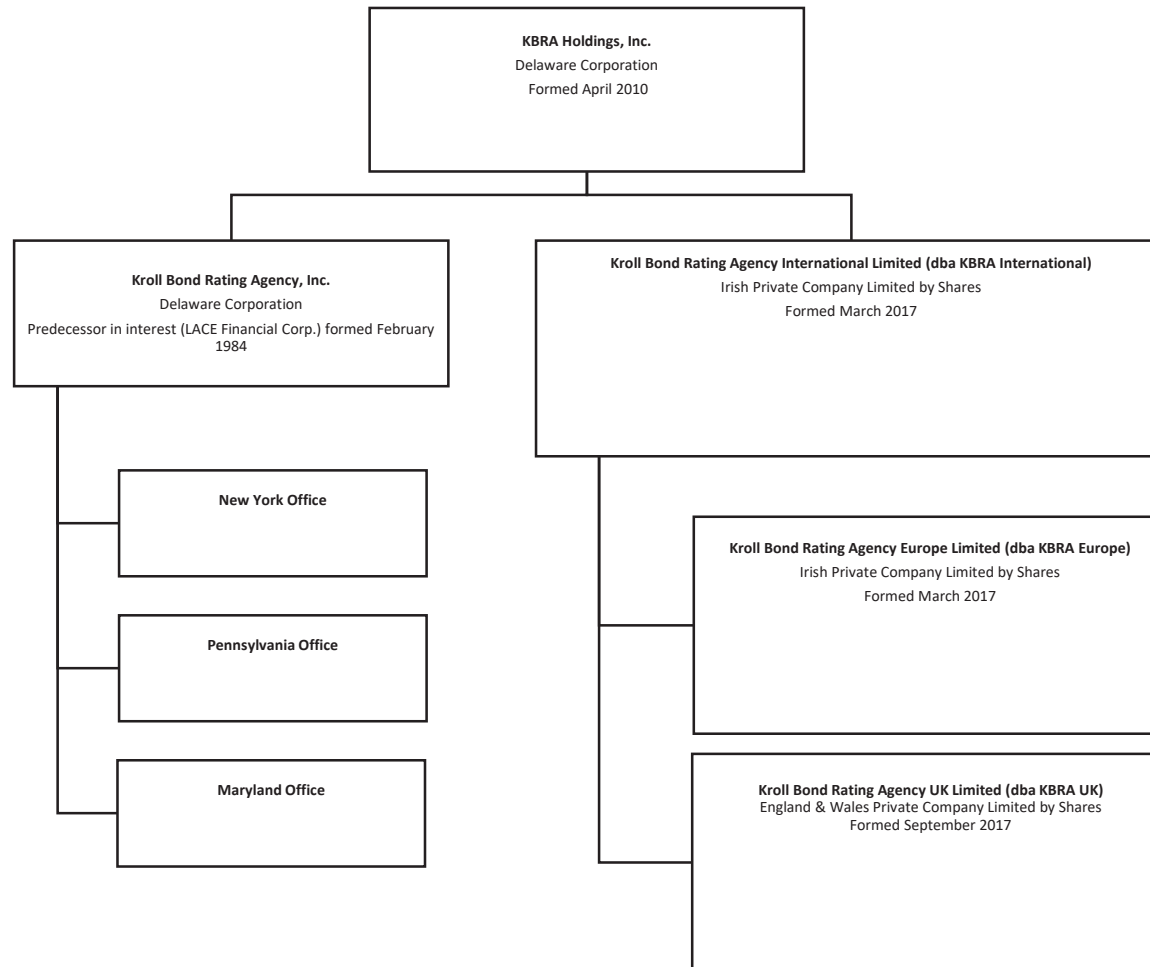 KBRA Holdings, Inc.
Delaware Corporation
Formed April 2010
Kroll Bond Rating Agency, Inc.
Delaware Corporation
Predecessor in interest (LACE Financial Corp.) formed February
1984
Kroll Bond Rating Agency International Limited (dba KBRA International)
Irish Private Company Limited by Shares
Formed March 2017
New York Office
Pennsylvania Office
Maryland Office
Kroll Bond Rating Agency Europe Limited (dba KBRA Europe)
Irish Private Company Limited by Shares
Formed March 2017
Kroll Bond Rating Agency UK Limited (dba KBRA UK)
England & Wales Private Company Limited by Shares
Formed September 2017